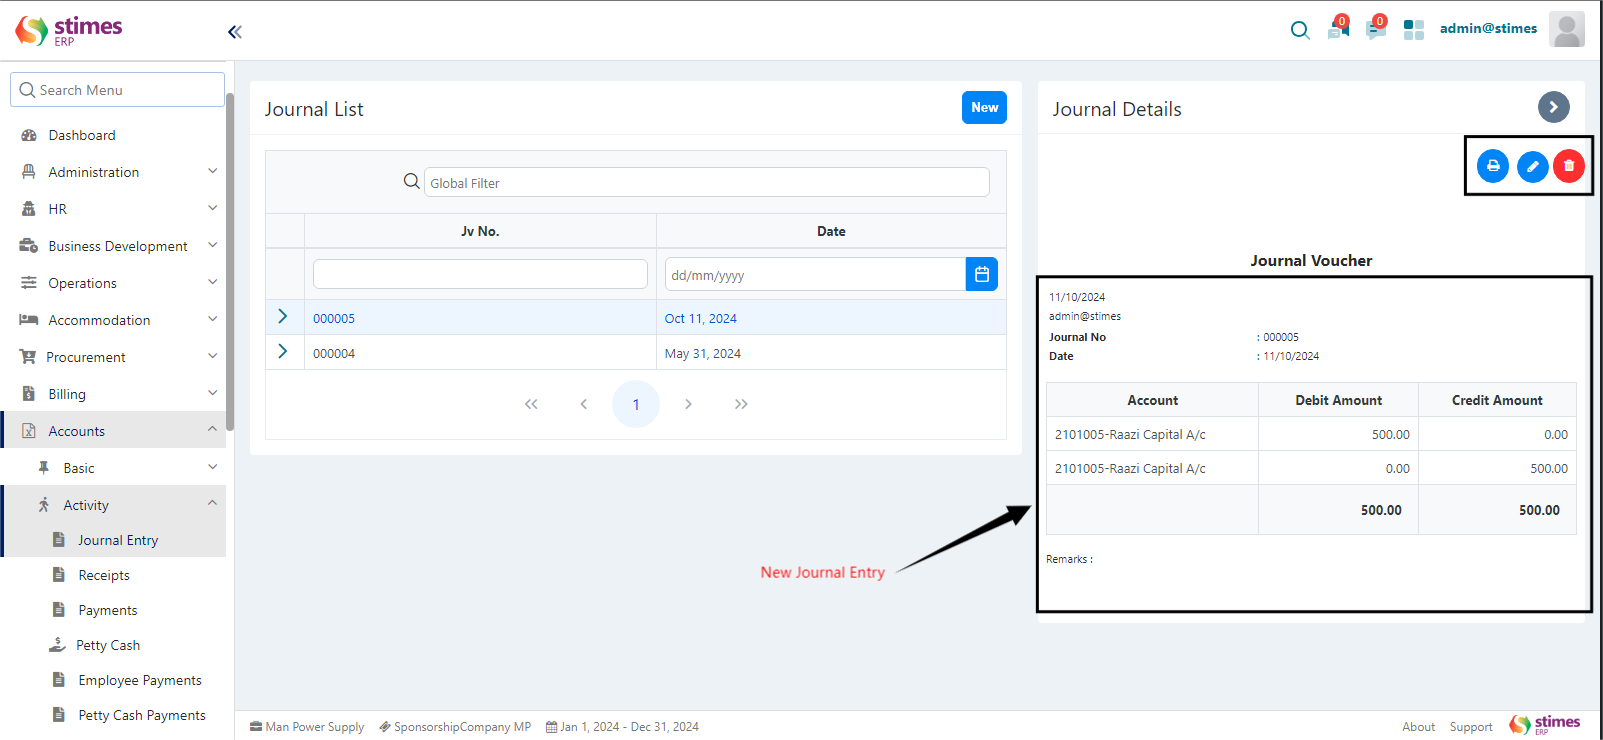 stimes
ERP
0
0
admin@stimes
Search Menu
Dashboard
Administration
HR
Business Development
Operations
Accommodation
Procurement
Billing
Accounts
Basic
Activity
Journal Entry
Receipts
Payments
Petty Cash
Employee Payments
Petty Cash Payments
Journal List
New
Global Filter
Jv No. Date
dd/mm/yyyy
000005 Oct 11, 2024
000004 May 31, 2024
1
New Journal Entry
Journal Details
Journal Voucher
11/10/2024
admin@stimes
Journal No : 000005
Date : 11/10/2024
Account Debit Amount Credit Amount
2101005-Raazi Capital A/c 500.00 0.00
2101005-Raazi Capital A/c 0.00 500.00
500.00 500.00
Remarks :
Man Power Supply SponsorshipCompany MP Jan 1, 2024 - Dec 31, 2024
About Support stimes
ERP